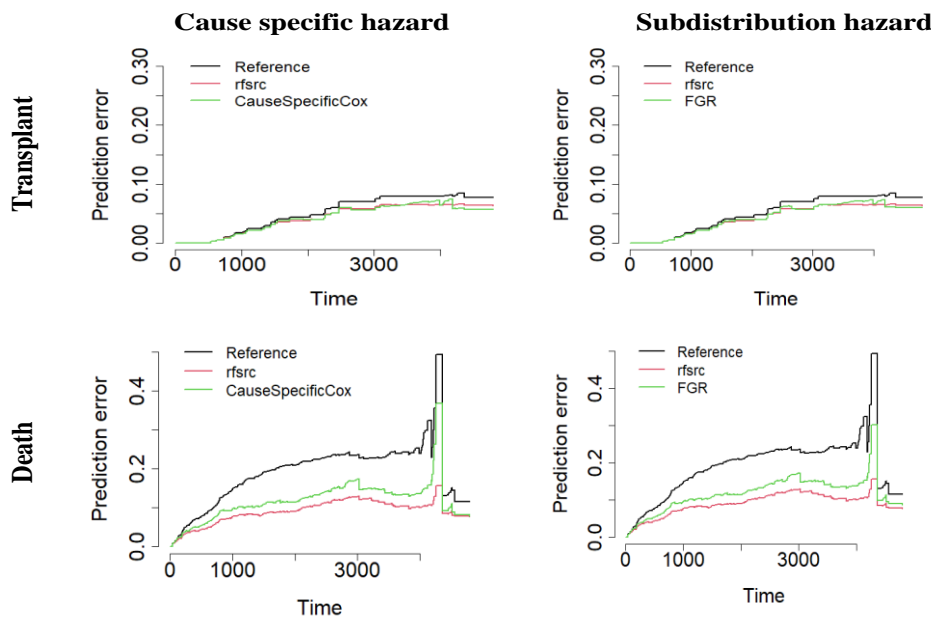 Cause specific hazard
Subdistribution hazard
Transplant
Prediction error
0.00
0.10
0.20
0.30
Reference
rfsrc
CauseSpecificCox
0
1000
3000
Time
Prediction error
0.00
0.10
0.20
0.30
Reference
rfsrc
FGR
0
1000
3000
Time
Death
Prediction error
0.0
0.2
0.4
Reference
rfsrc
CauseSpecificCox
0
1000
3000
Time
Prediction error
0.0
0.2
0.4
Reference
rfsrc
FGR
0
1000
3000
Time